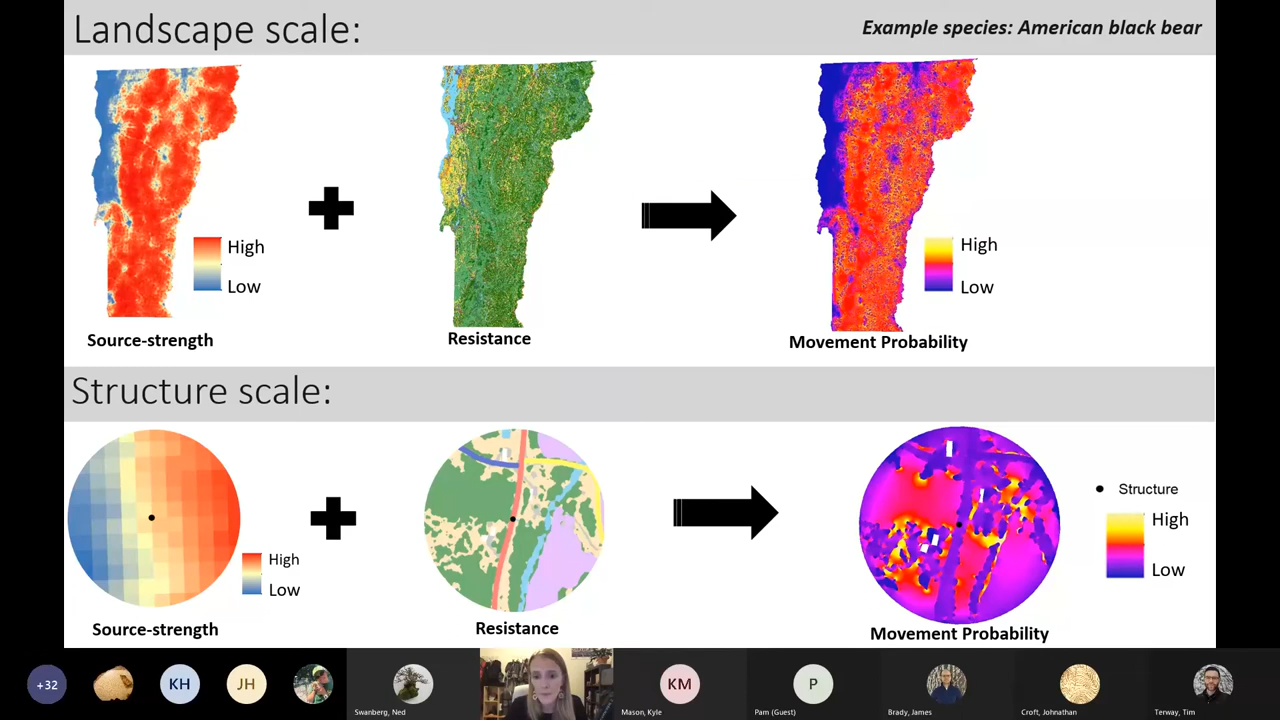 Landscape scale:
Example species: American black bear
High
Low
Source-strength
Resistance
High
Low
Movement Probability
Structure scale:
High
Low
Source-strength
Resistance
Structure
High
Low
Movement Probability
+32
KH
JH
Swanberg, Ned
KM
Mason, Kyle
P
Pam (Guest)
Brady, James
Croft, Johnathan
Terway, Tim